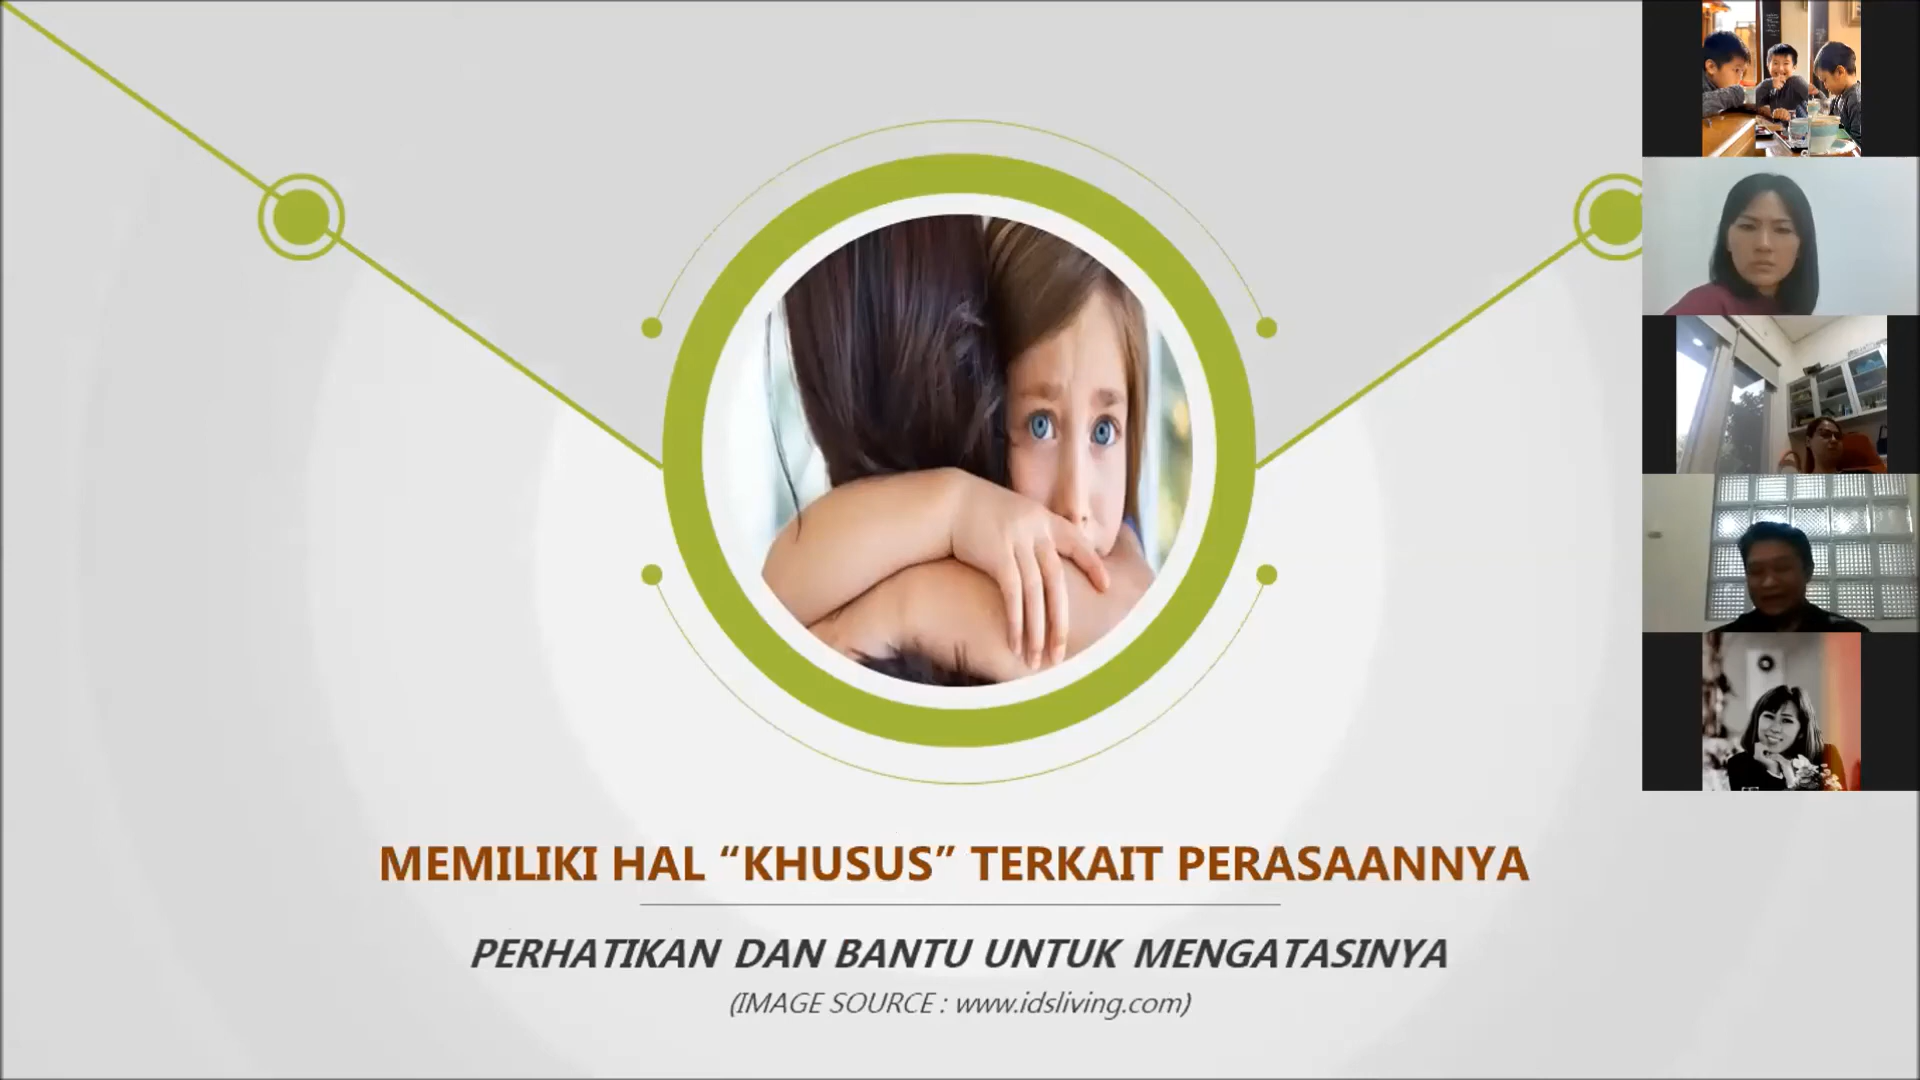 MEMILIKI HAL “KHUSUS” TERKAIT PERASAANNYA
PERHATIKAN DAN BANTU UNTUK MENGATASINYA
(IMAGE SOURCE : www.idsliving.com)